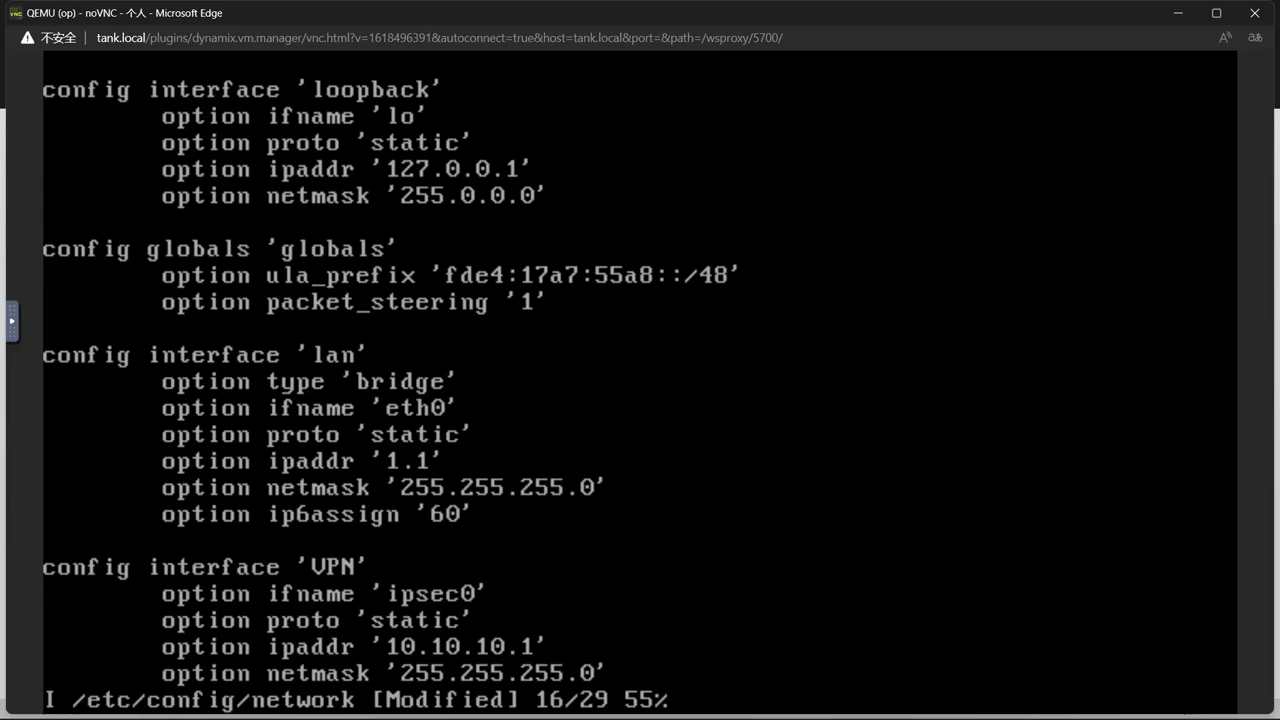 QEMU (op) - noVNC - 个人 - Microsoft Edge
不安全 | tank.local/plugins/dynamix.vm.manager/vnc.html?v=1618496391&autoconnect=true&host=tank.local&port=&path=/wsproxy/5700/
config interface 'loopback'
option ifname 'lo'
option proto 'static'
option ipaddr '127.0.0.1'
option netmask '255.0.0.0'
config globals 'globals'
option ula_prefix 'fde4:17a7:55a8::/48'
option packet_steering '1'
config interface 'lan'
option type 'bridge'
option ifname 'eth0'
option proto 'static'
option ipaddr '1.1'
option netmask '255.255.255.0'
option ip6assign '60'
config interface 'VPN'
option ifname 'ipsec0'
option proto 'static'
option ipaddr '10.10.10.1'
option netmask '255.255.255.0'
I /etc/config/network [Modified] 16/29 55%